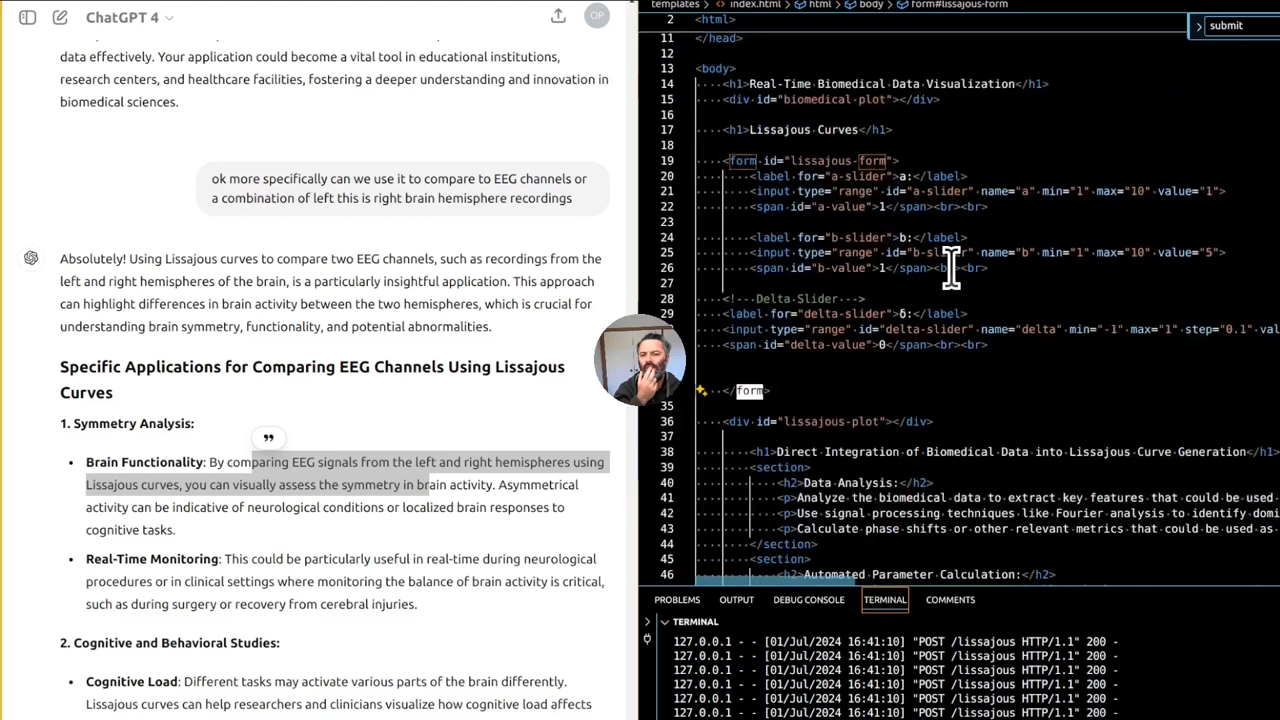 ChatGPT 4
OP
data effectively. Your application could become a vital tool in educational institutions,
research centers, and healthcare facilities, fostering a deeper understanding and innovation in
biomedical sciences.
ok more specifically can we use it to compare to EEG channels or
a combination of left this is right brain hemisphere recordings
Absolutely! Using Lissajous curves to compare two EEG channels, such as recordings from the
left and right hemispheres of the brain, is a particularly insightful application. This approach
can highlight differences in brain activity between the two hemispheres, which is crucial for
understanding brain symmetry, functionality, and potential abnormalities.
Specific Applications for Comparing EEG Channels Using Lissajous
Curves
1. Symmetry Analysis:
• Brain Functionality: By comparing EEG signals from the left and right hemispheres using
Lissajous curves, you can visually assess the symmetry in brain activity. Asymmetrical
activity can be indicative of neurological conditions or localized brain responses to
cognitive tasks.
• Real-Time Monitoring: This could be particularly useful in real-time during neurological
procedures or in clinical settings where monitoring the balance of brain activity is critical,
such as during surgery or recovery from cerebral injuries.
2. Cognitive and Behavioral Studies:
• Cognitive Load: Different tasks may activate various parts of the brain differently.
Lissajous curves can help researchers and clinicians visualize how cognitive load affects
templates > index.html > html > body > form#lissajous-form
submit
2 <html>
11 </head>
12
13 <body>
14 <h1>Real-Time Biomedical Data Visualization</h1>
15 <div id="biomedical-plot"></div>
16
17 <h1>Lissajous Curves</h1>
18
19 <form id="lissajous-form">
20 <label for="a-slider">a:</label>
21 <input type="range" id="a-slider" name="a" min="1" max="10" value="1">
22 <span id="a-value">1</span><br><br>
23
24 <label for="b-slider">b:</label>
25 <input type="range" id="b-slider" name="b" min="1" max="10" value="5">
26 <span id="b-value">1</span><br><br>
27
28 <!-- Delta Slider -->
29 <label for="delta-slider">δ:</label>
<input type="range" id="delta-slider" name="delta" min="-1" max="1" step="0.1" va
<span id="delta-value">0</span><br><br>
</form>
35
36 <div id="lissajous-plot"></div>
37
38 <h1>Direct Integration of Biomedical Data into Lissajous Curve Generation</h1>
39 <section>
40 <h2>Data Analysis:</h2>
41 <p>Analyze the biomedical data to extract key features that could be used
42 <p>Use signal processing techniques like Fourier analysis to identify domi
43 <p>Calculate phase shifts or other relevant metrics that could be used as
44 </section>
45 <section>
46 <h2>Automated Parameter Calculation:</h2>
PROBLEMS OUTPUT DEBUG CONSOLE TERMINAL COMMENTS
TERMINAL
127.0.0.1 - - [01/Jul/2024 16:41:10] "POST /lissajous HTTP/1.1" 200 -
127.0.0.1 - - [01/Jul/2024 16:41:10] "POST /lissajous HTTP/1.1" 200 -
127.0.0.1 - - [01/Jul/2024 16:41:10] "POST /lissajous HTTP/1.1" 200 -
127.0.0.1 - - [01/Jul/2024 16:41:10] "POST /lissajous HTTP/1.1" 200 -
127.0.0.1 - - [01/Jul/2024 16:41:10] "POST /lissajous HTTP/1.1" 200 -
127.0.0.1 - - [01/Jul/2024 16:41:10] "POST /lissajous HTTP/1.1" 200 -